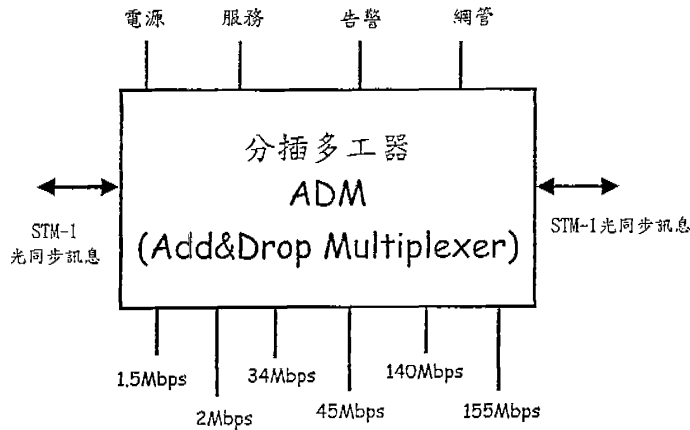 電源
服務
告警
網管
分插多工器
ADM
(Add&Drop Multiplexer)
STM-1
光同步訊息
STM-1光同步訊息
1.5Mbps
2Mbps
34Mbps
45Mbps
140Mbps
155Mbps